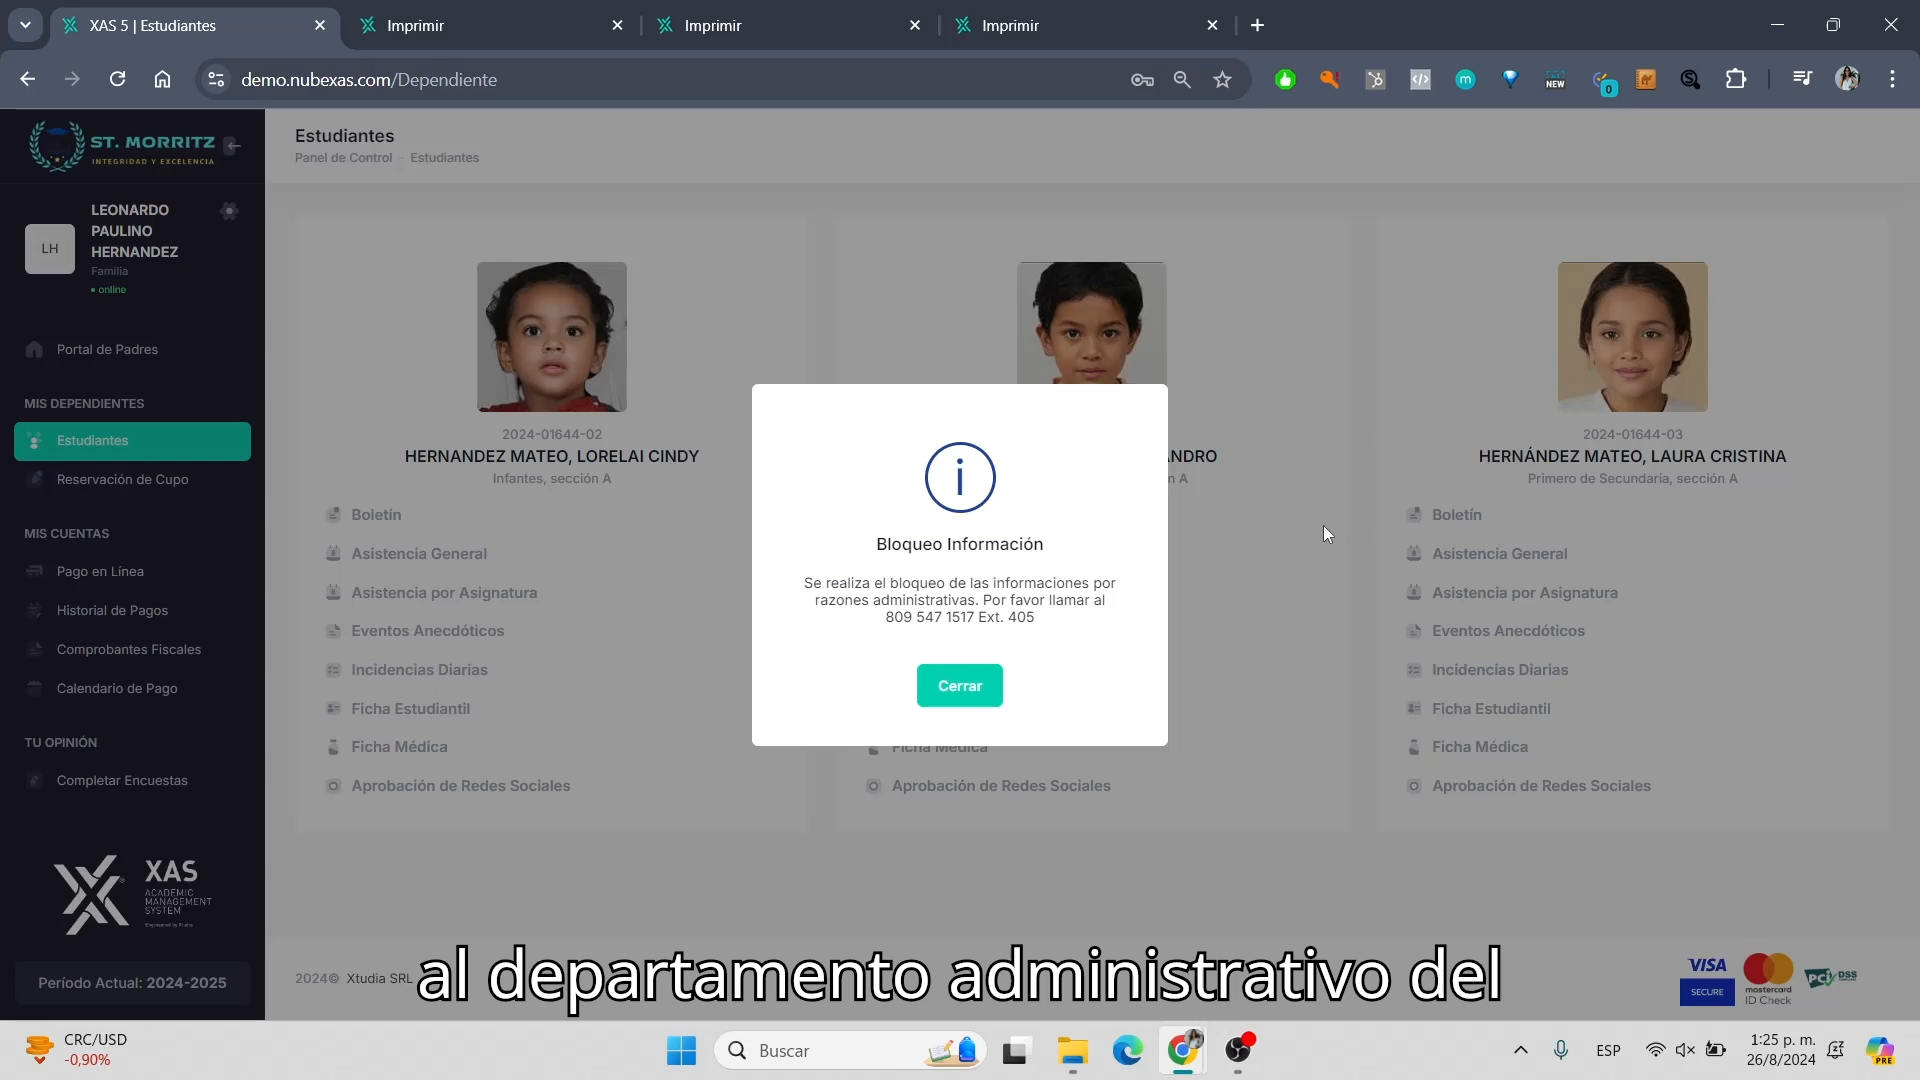 XAS 5 | Estudiantes
Imprimir
Imprimir
Imprimir
demo.nubexas.com/Dependiente
NEW
0
ST. MORRITZ
INTEGRIDAD Y EXCELENCIA
Estudiantes
Panel de Control - Estudiantes
LH
LEONARDO
PAULINO
HERNANDEZ
Familia
online
Portal de Padres
MIS DEPENDIENTES
Estudiantes
Reservación de Cupo
MIS CUENTAS
Pago en Línea
Historial de Pagos
Comprobantes Fiscales
Calendario de Pago
TU OPINIÓN
Completar Encuestas
XAS
ACADEMIC
MANAGEMENT
SYSTEM
Período Actual: 2024-2025
2024-01644-02
HERNANDEZ MATEO, LORELAI CINDY
Infantes, sección A
Boletín
Asistencia General
Asistencia por Asignatura
Eventos Anecdóticos
Incidencias Diarias
Ficha Estudiantil
Ficha Médica
Aprobación de Redes Sociales
ANDRO
n A
Ficha Médica
Aprobación de Redes Sociales
2024-01644-03
HERNÁNDEZ MATEO, LAURA CRISTINA
Primero de Secundaria, sección A
Boletín
Asistencia General
Asistencia por Asignatura
Eventos Anecdóticos
Incidencias Diarias
Ficha Estudiantil
Ficha Médica
Aprobación de Redes Sociales
Bloqueo Información
Se realiza el bloqueo de las informaciones por
razones administrativas. Por favor llamar al
809 547 1517 Ext. 405
Cerrar
2024© Xtudia SRL
al departamento administrativo del
VISA
SECURE
mastercard
ID Check
PCI DSS
CRC/USD
-0,90%
Buscar
ESP
1:25 p. m.
26/8/2024
PRE